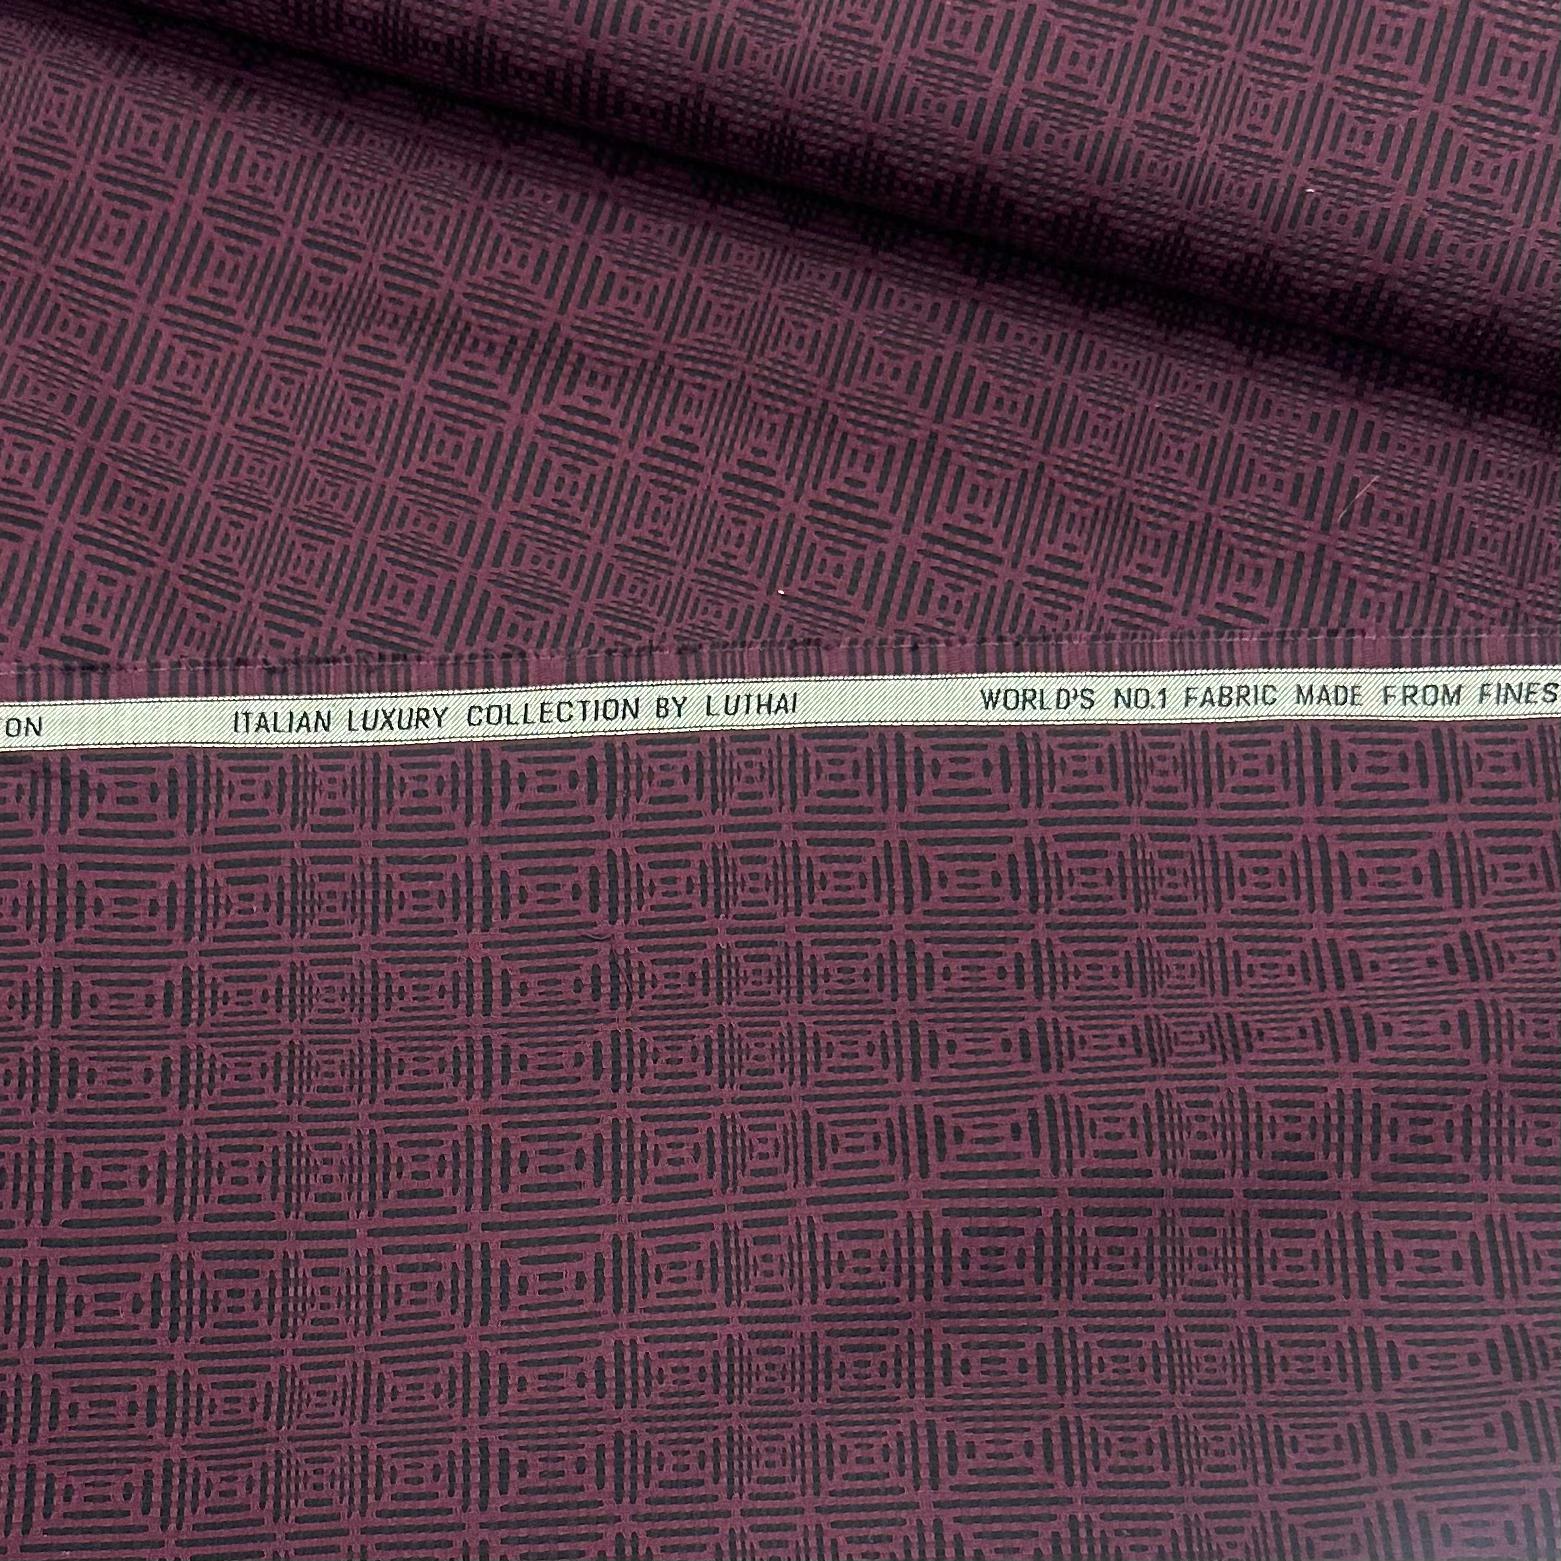 ON ITALIAN LUXURY COLLECTION BY LUTHAI WORLD'S NO.1 FABRIC MADE FROM FINES